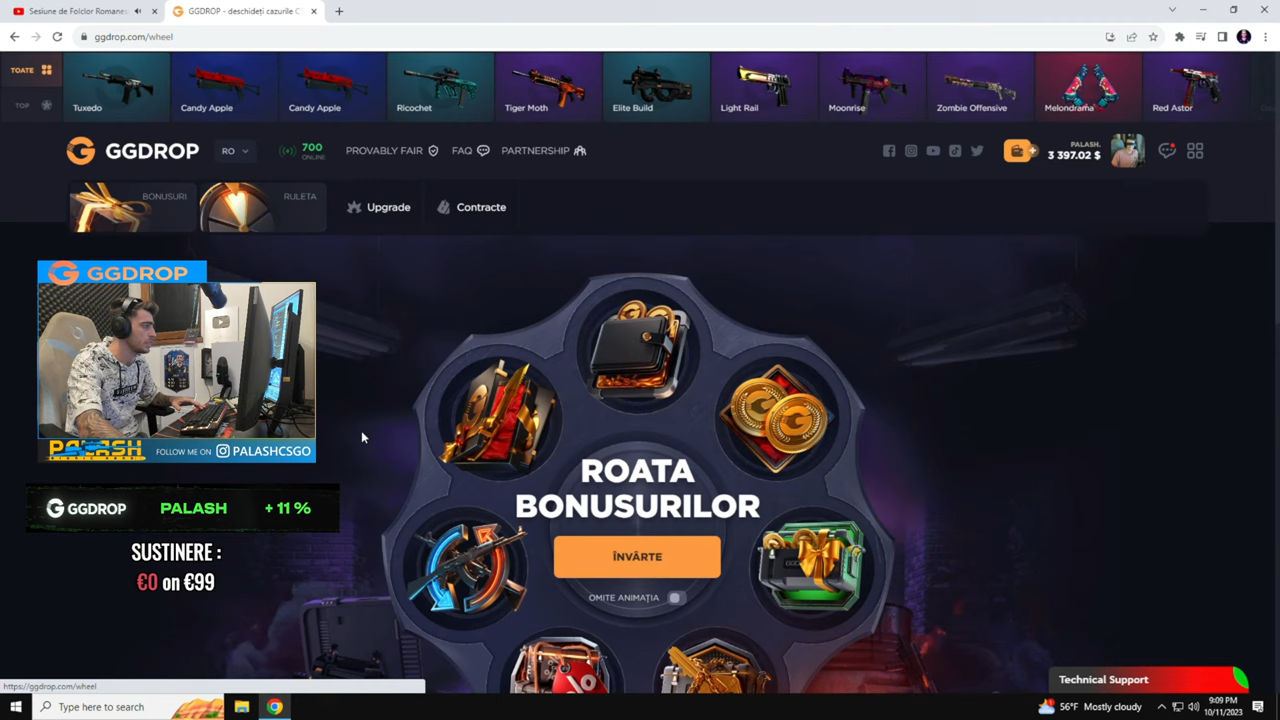 Sesiune de Folclor Romanes
GGDROP - deschideți cazurile C
ggdrop.com/wheel
TOATE
TOP
Tuxedo
Candy Apple
Candy Apple
Ricochet
Tiger Moth
Elite Build
Light Rail
Moonrise
Zombie Offensive
Melondrama
Red Astor
GGDROP
RO
700
ONLINE
PROVABLY FAIR
FAQ
PARTNERSHIP
PALASH.
3 397.02 $
BONUSURI
RULETA
Upgrade
Contracte
GGDROP
PALASH
FOLLOW ME ON PALASHCSGO
GGDROP PALASH + 11 %
SUSTINERE :
€0 on €99
ROATA
BONUSURILOR
ÎNVÂRTE
OMITE ANIMAȚIA
Technical Support
https://ggdrop.com/wheel
Type here to search
56°F Mostly cloudy
9:09 PM
10/11/2023